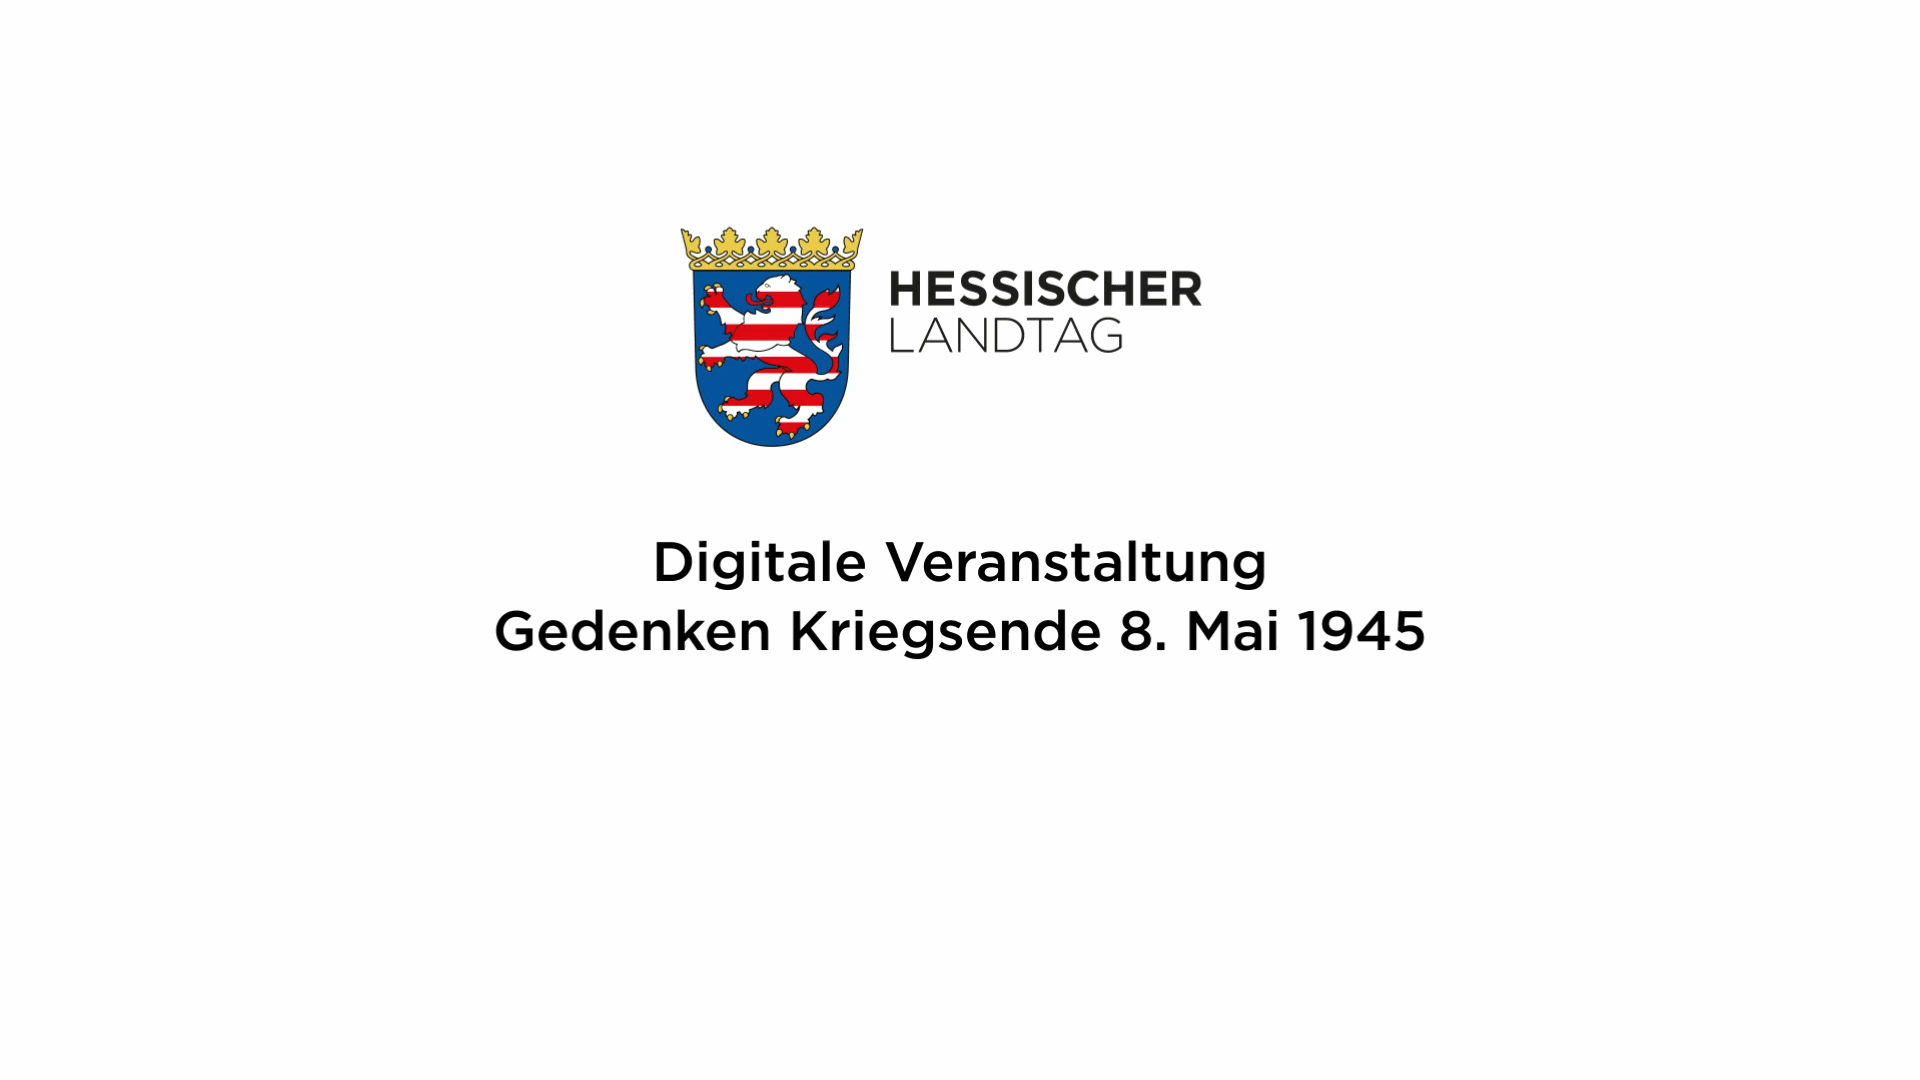 HESSISCHER
LANDTAG
Digitale Veranstaltung
Gedenken Kriegsende 8. Mai 1945